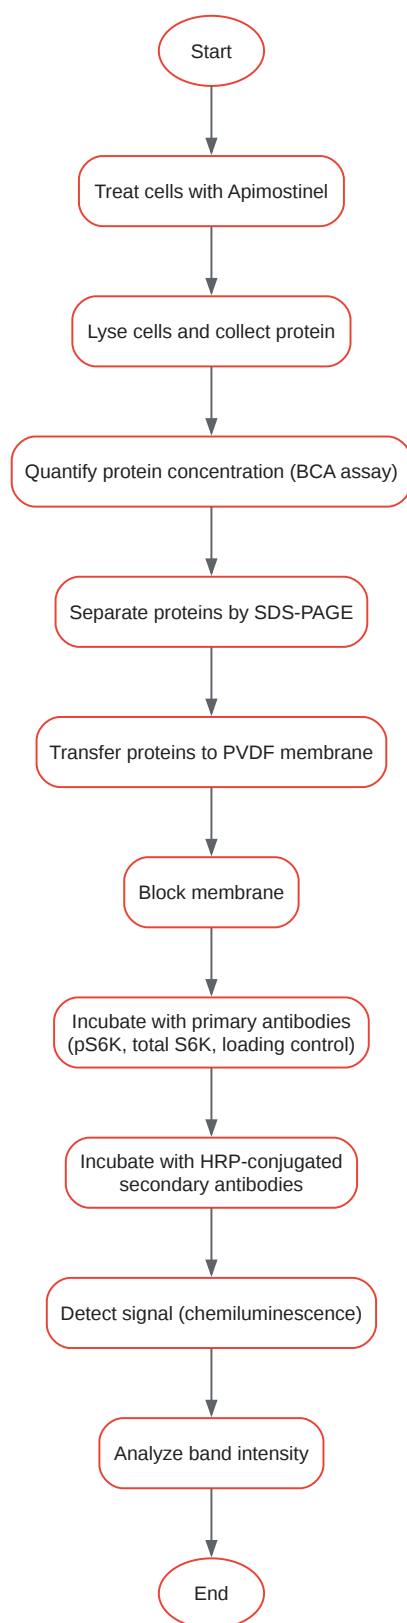 Start
Treat cells with Apimostinel
Lyse cells and collect protein
Quantify protein concentration (BCA assay)
Separate proteins by SDS-PAGE
Transfer proteins to PVDF membrane
Block membrane
Incubate with primary antibodies
(pS6K, total S6K, loading control)
Incubate with HRP-conjugated
secondary antibodies
Detect signal (chemiluminescence)
Analyze band intensity
End